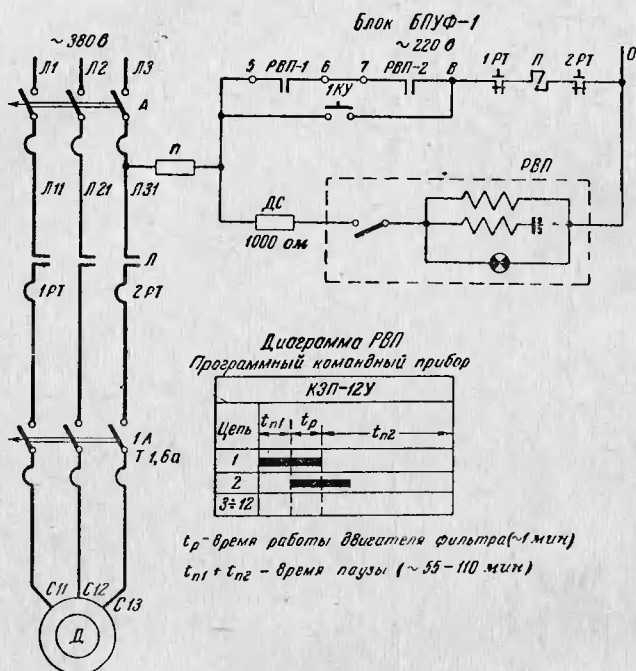 Блок БПУФ-1
~ 380 в
~ 220 в
Л1 Л2 Л3 А
5 РВП-1 6 7 РВП-2 8 1РТ Л 2РТ 0
1КУ
П
РВП
Л11 Л21 Л31
ДС
1000 ом
Л
1РТ 2РТ
Диаграмма РВП
Программный командный прибор
КЭП-12У
Цепь tп1 tр tп2
1
2
3÷12
1А
Т 1,6а
tр-время работы двигателя фильтра (~1 мин)
tп1 + tп2 - время паузы (~ 55-110 мин)
С11 С12 С13
Д